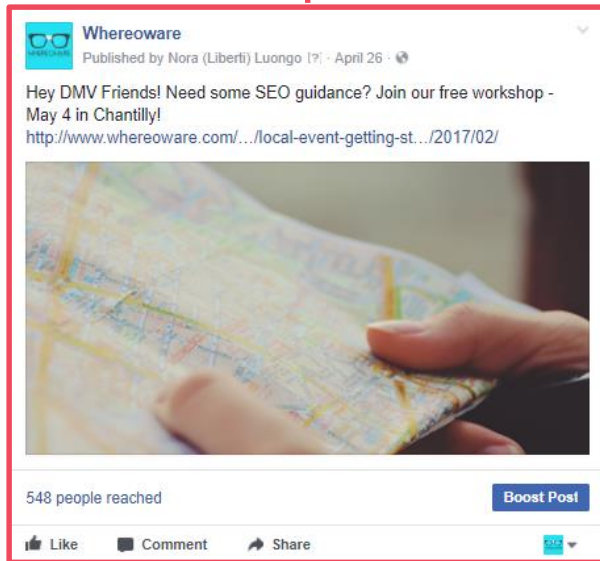 Whereoware
Published by Nora (Liberti) Luongo [?] · April 26 ·
Hey DMV Friends! Need some SEO guidance? Join our free workshop -
May 4 in Chantilly!
http://www.whereoware.com/.../local-event-getting-st.../2017/02/
548 people reached
Boost Post
Like
Comment
Share